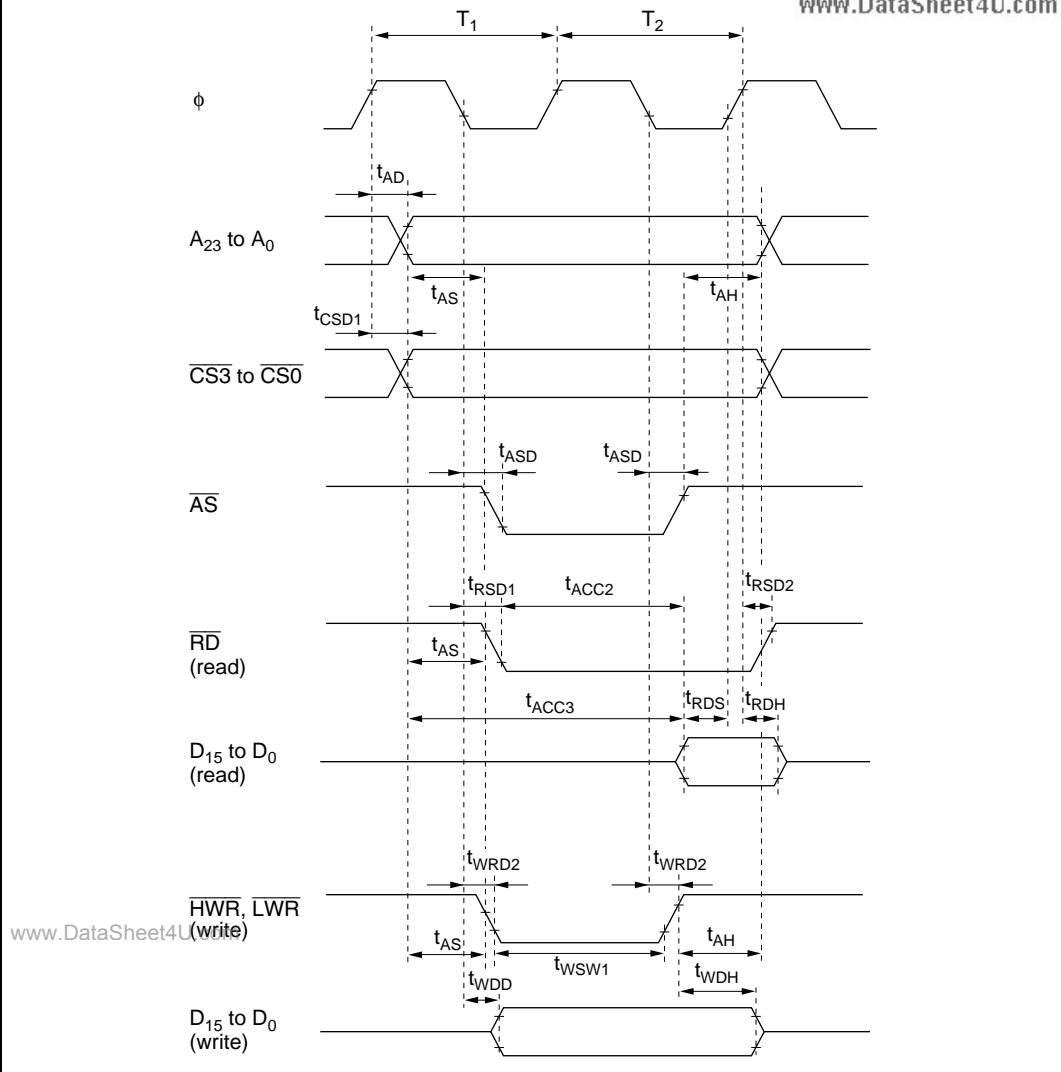 www.DataSheet4U.com
T1 T2
ϕ
tAD
A23 to A0
tAS tAH
tCSD1
CS3 to CS0
tASD tASD
AS
tRSD1 tACC2 tRSD2
RD
(read)
tAS
tACC3 tRDS tRDH
D15 to D0
(read)
tWRD2 tWRD2
HWR, LWR
(write)
www.DataSheet4U.com
tAS tWSW1 tAH
tWDD tWDH
D15 to D0
(write)